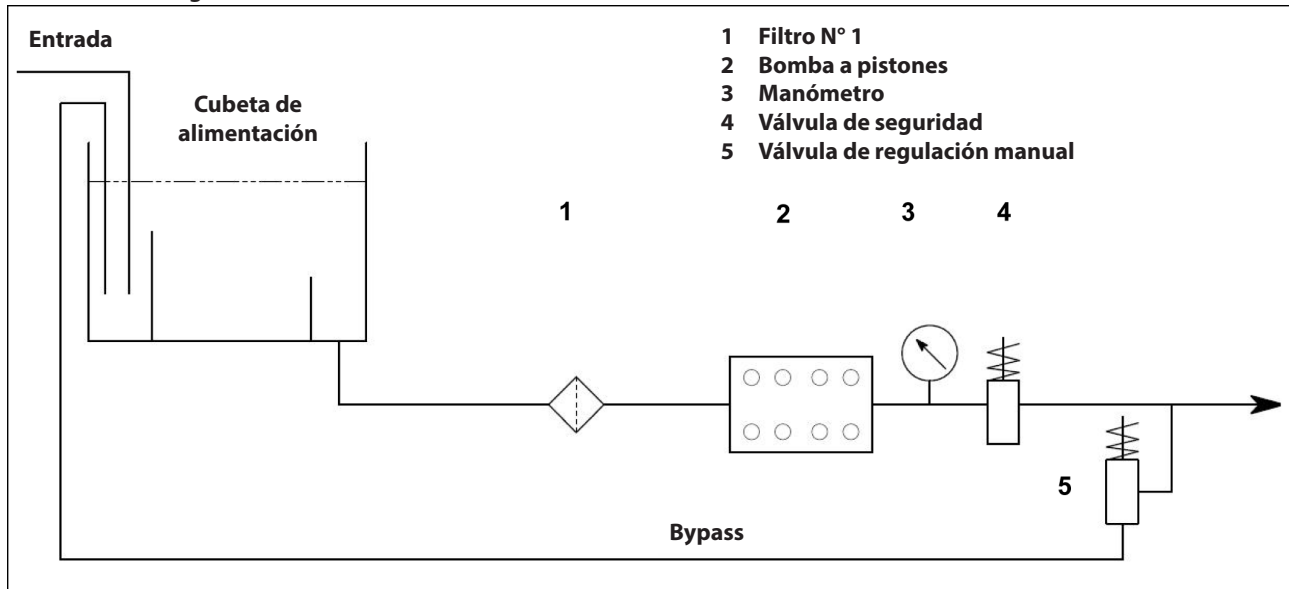 Entrada
Cubeta de
alimentación
1 Filtro N° 1
2 Bomba a pistones
3 Manómetro
4 Válvula de seguridad
5 Válvula de regulación manual
1
2
3
4
5
Bypass